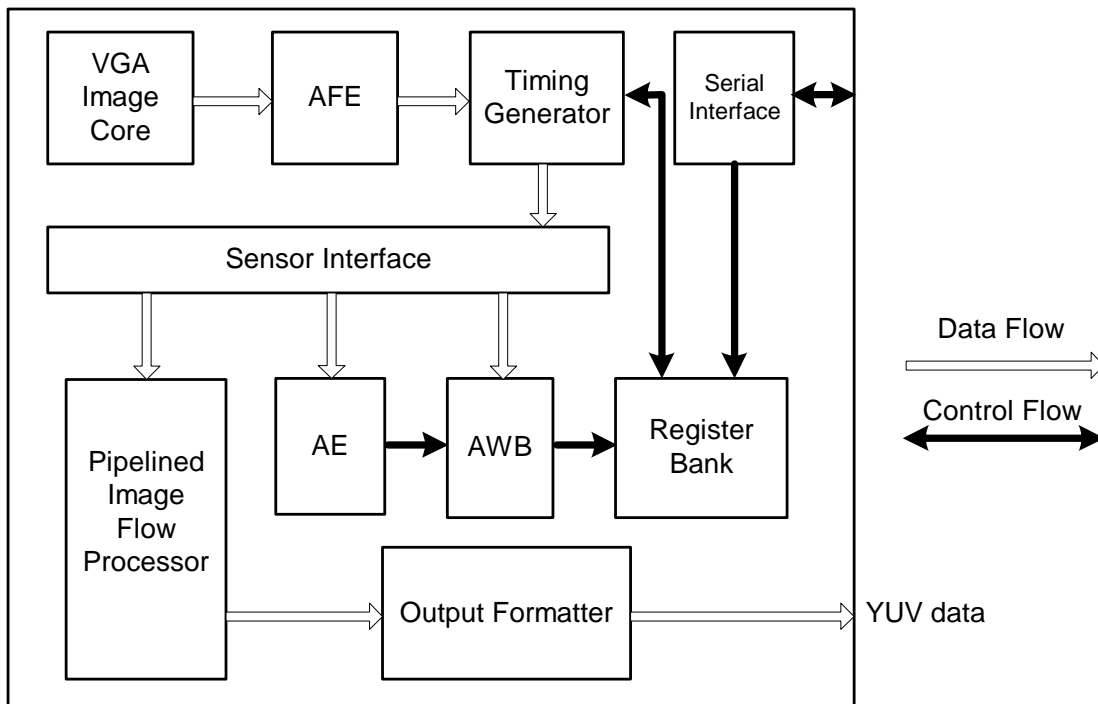 VGA
Image
Core
AFE
Timing
Generator
Serial
Interface
Sensor Interface
Data Flow
Control Flow
Pipelined
Image
Flow
Processor
AE
AWB
Register
Bank
Output Formatter
YUV data